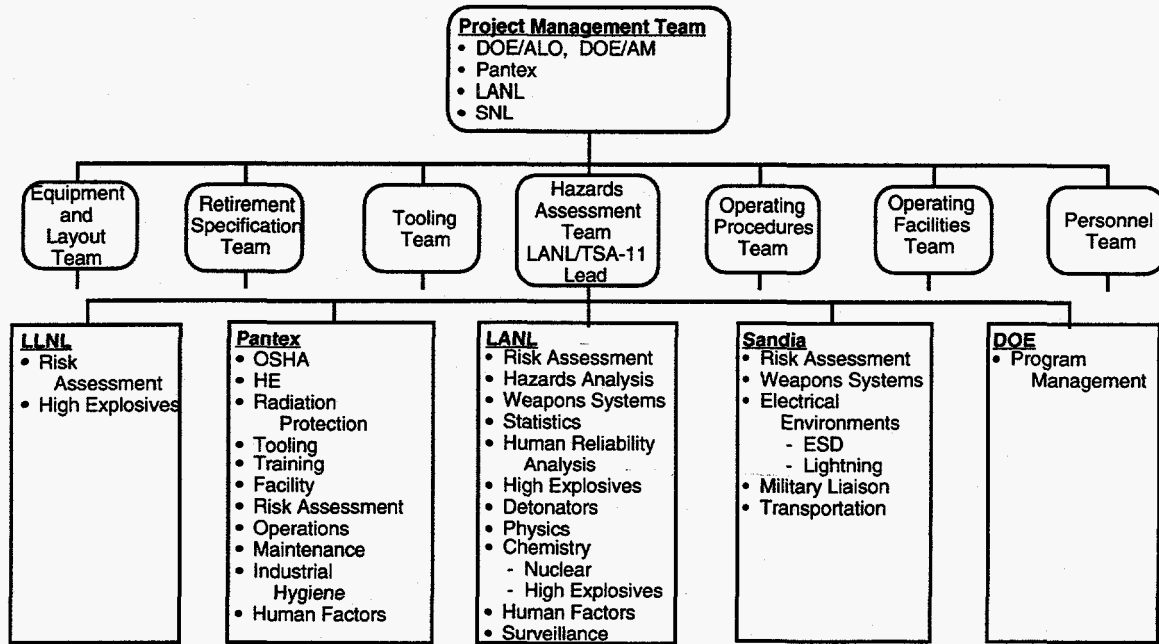 Project Management Team
• DOE/ALO, DOE/AM
• Pantex
• LANL
• SNL
Equipment
and
Layout
Team
Retirement
Specification
Team
Tooling
Team
Hazards
Assessment
Team
LANL/TSA-11
Lead
Operating
Procedures
Team
Operating
Facilities
Team
Personnel
Team
LLNL
• Risk
Assessment
• High Explosives
Pantex
• OSHA
• HE
• Radiation
Protection
• Tooling
• Training
• Facility
• Risk Assessment
• Operations
• Maintenance
• Industrial
Hygiene
• Human Factors
LANL
• Risk Assessment
• Hazards Analysis
• Weapons Systems
• Statistics
• Human Reliability
Analysis
• High Explosives
• Detonators
• Physics
• Chemistry
- Nuclear
- High Explosives
• Human Factors
• Surveillance
Sandia
• Risk Assessment
• Weapons Systems
• Electrical
Environments
- ESD
- Lightning
• Military Liaison
• Transportation
DOE
• Program
Management